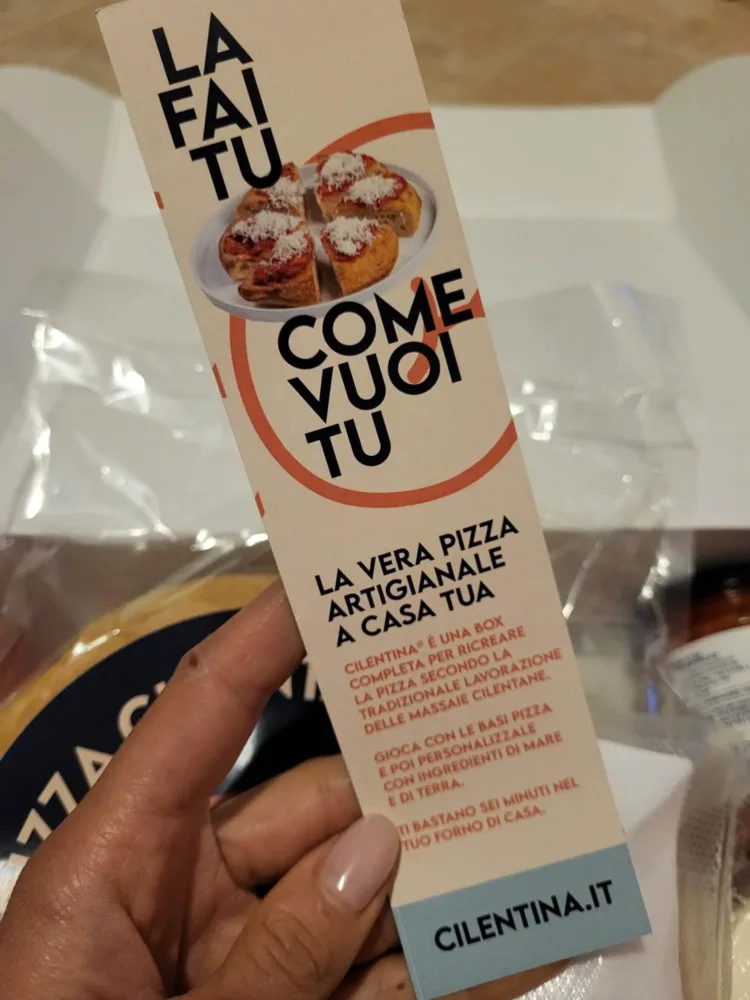 LA
FAI
TU
COME
VUOI
TU
LA VERA PIZZA
ARTIGIANALE
A CASA TUA
CILENTINA® È UNA BOX
COMPLETA PER RICREARE
LA PIZZA SECONDO LA
TRADIZIONALE LAVORAZIONE
DELLE MASSAIE CILENTANE.
GIOCA CON LE BASI PIZZA
E POI PERSONALIZZALE
CON INGREDIENTI DI MARE
E DI TERRA.
TI BASTANO SEI MINUTI NEL
TUO FORNO DI CASA.
CILENTINA.IT